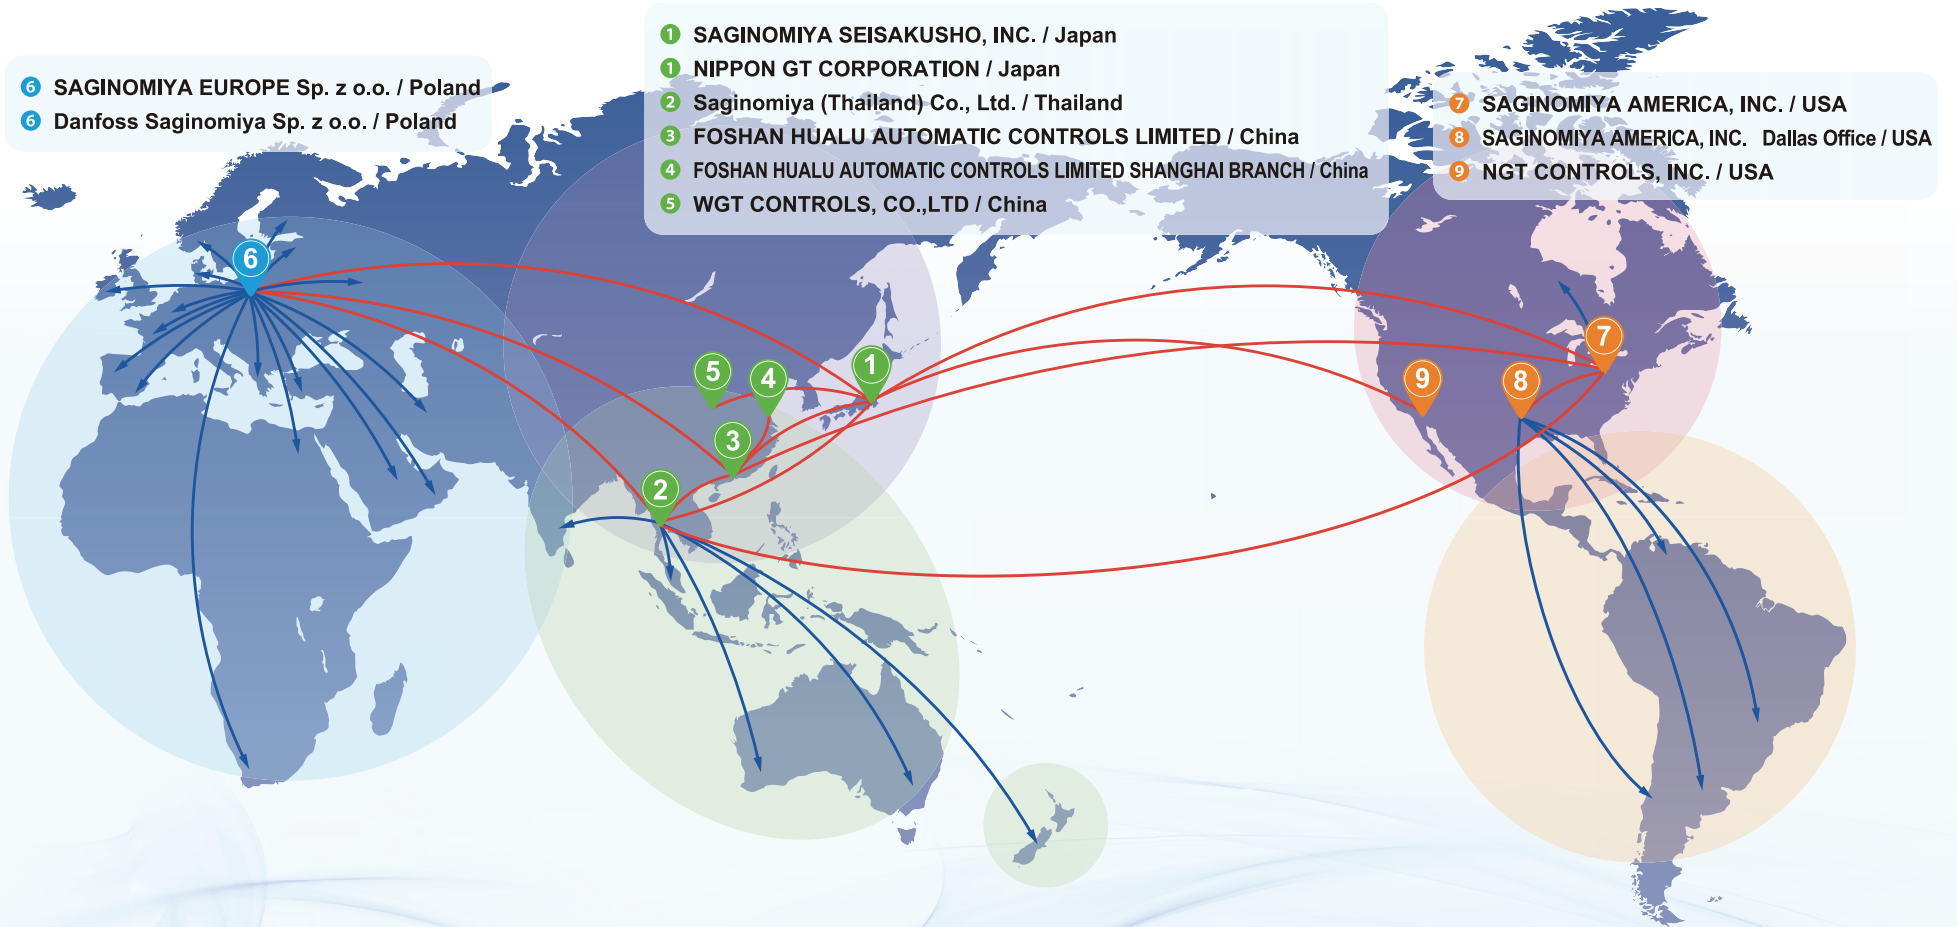 6 SAGINOMIYA EUROPE Sp. z o.o. / Poland
6 Danfoss Saginomiya Sp. z o.o. / Poland
1 SAGINOMIYA SEISAKUSHO, INC. / Japan
1 NIPPON GT CORPORATION / Japan
2 Saginomiya (Thailand) Co., Ltd. / Thailand
3 FOSHAN HUALU AUTOMATIC CONTROLS LIMITED / China
4 FOSHAN HUALU AUTOMATIC CONTROLS LIMITED SHANGHAI BRANCH / China
5 WGT CONTROLS, CO.,LTD / China
7 SAGINOMIYA AMERICA, INC. / USA
8 SAGINOMIYA AMERICA, INC. Dallas Office / USA
9 NGT CONTROLS, INC. / USA
6
5
4
1
3
2
7
9
8